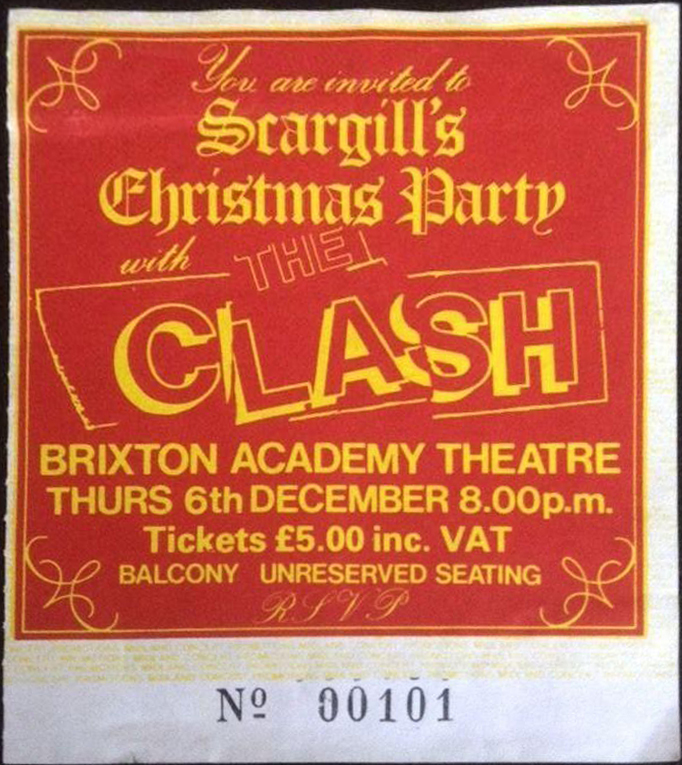 You are invited to
Scargill's
Christmas Party
with THE
CLASH
BRIXTON ACADEMY THEATRE
THURS 6th DECEMBER 8.00p.m.
Tickets £5.00 inc. VAT
BALCONY UNRESERVED SEATING
RSVP
Nº 00101